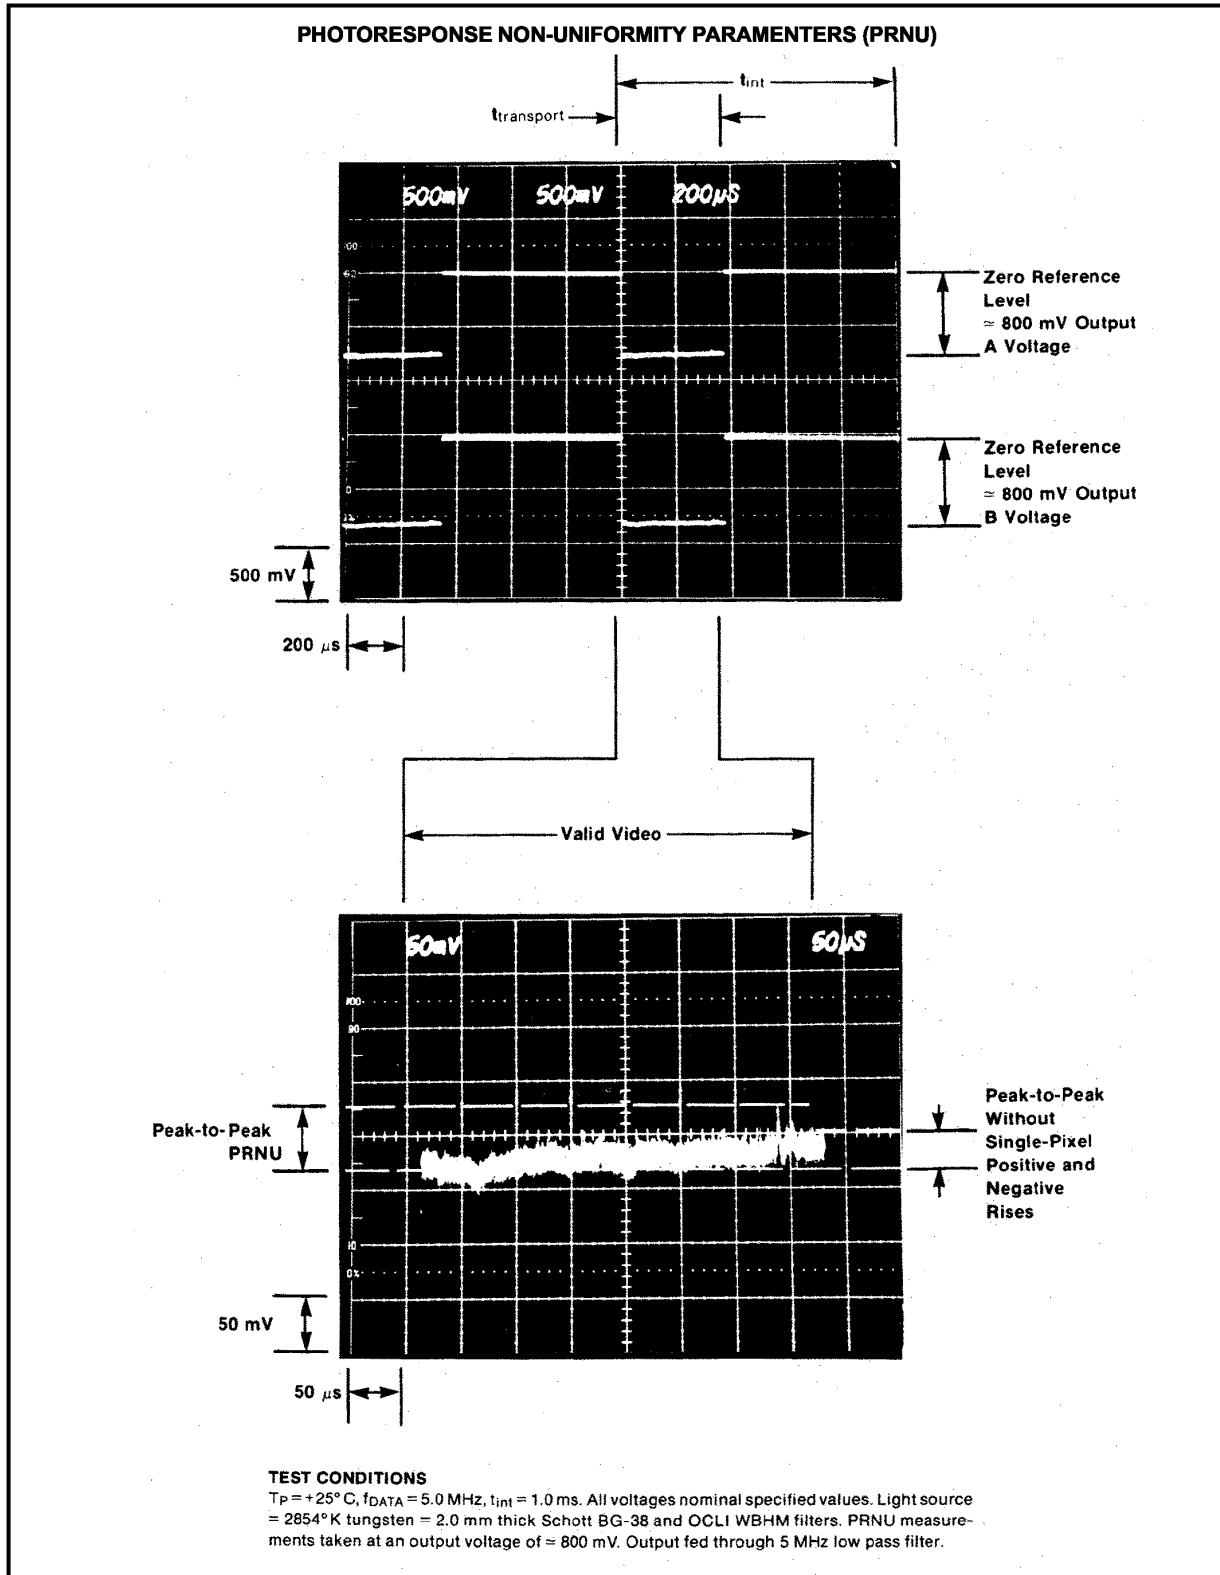 PHOTORESPONSE NON-UNIFORMITY PARAMENTERS (PRNU)
tint
ttransport
500mV 500mV 200µS
Zero Reference
Level
≃ 800 mV Output
A Voltage
Zero Reference
Level
≃ 800 mV Output
B Voltage
0
500 mV
200 µs
Valid Video
50mV 50µS
100
90
Peak-to-Peak
PRNU
Peak-to-Peak
Without
Single-Pixel
Positive and
Negative
Rises
10
0%
50 mV
50 µs
TEST CONDITIONS
TP = +25° C, fDATA = 5.0 MHz, tint = 1.0 ms. All voltages nominal specified values. Light source
= 2854° K tungsten = 2.0 mm thick Schott BG-38 and OCLI WBHM filters. PRNU measure-
ments taken at an output voltage of ≃ 800 mV. Output fed through 5 MHz low pass filter.